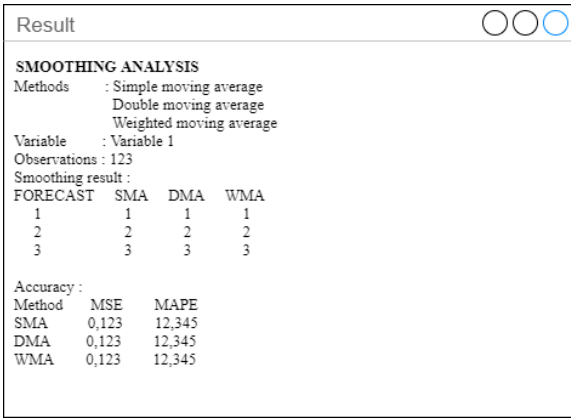 Result
SMOOTHING ANALYSIS
Methods : Simple moving average
Double moving average
Weighted moving average
Variable : Variable 1
Observations : 123
Smoothing result :
FORECAST SMA DMA WMA
1 1 1 1
2 2 2 2
3 3 3 3
Accuracy :
Method MSE MAPE
SMA 0,123 12,345
DMA 0,123 12,345
WMA 0,123 12,345